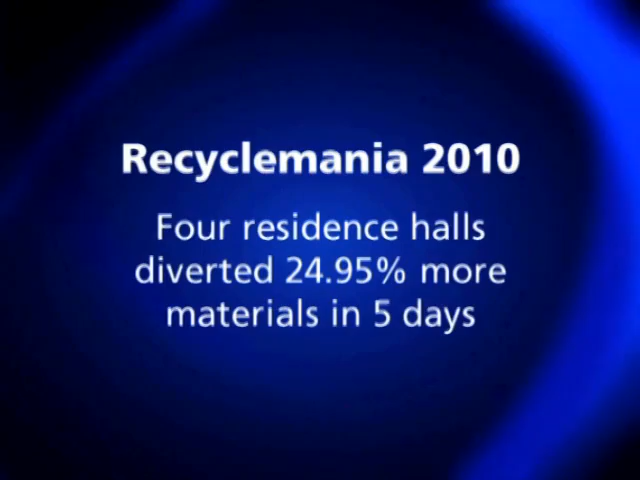 Recyclemania 2010
Four residence halls
diverted 24.95% more
materials in 5 days